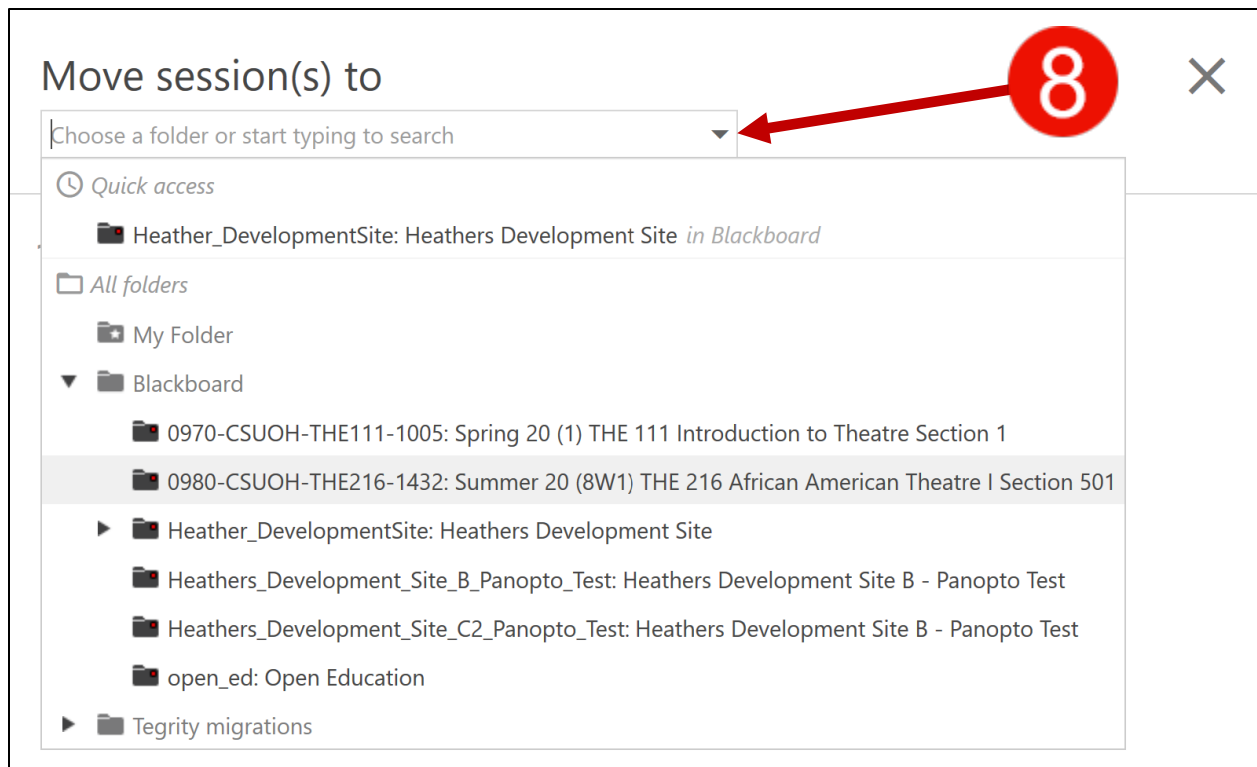 Move session(s) to
8
Choose a folder or start typing to search
Quick access
Heather_DevelopmentSite: Heathers Development Site in Blackboard
All folders
My Folder
Blackboard
0970-CSUOH-THE111-1005: Spring 20 (1) THE 111 Introduction to Theatre Section 1
0980-CSUOH-THE216-1432: Summer 20 (8W1) THE 216 African American Theatre I Section 501
Heather_DevelopmentSite: Heathers Development Site
Heathers_Development_Site_B_Panopto_Test: Heathers Development Site B - Panopto Test
Heathers_Development_Site_C2_Panopto_Test: Heathers Development Site B - Panopto Test
open_ed: Open Education
Tegrity migrations